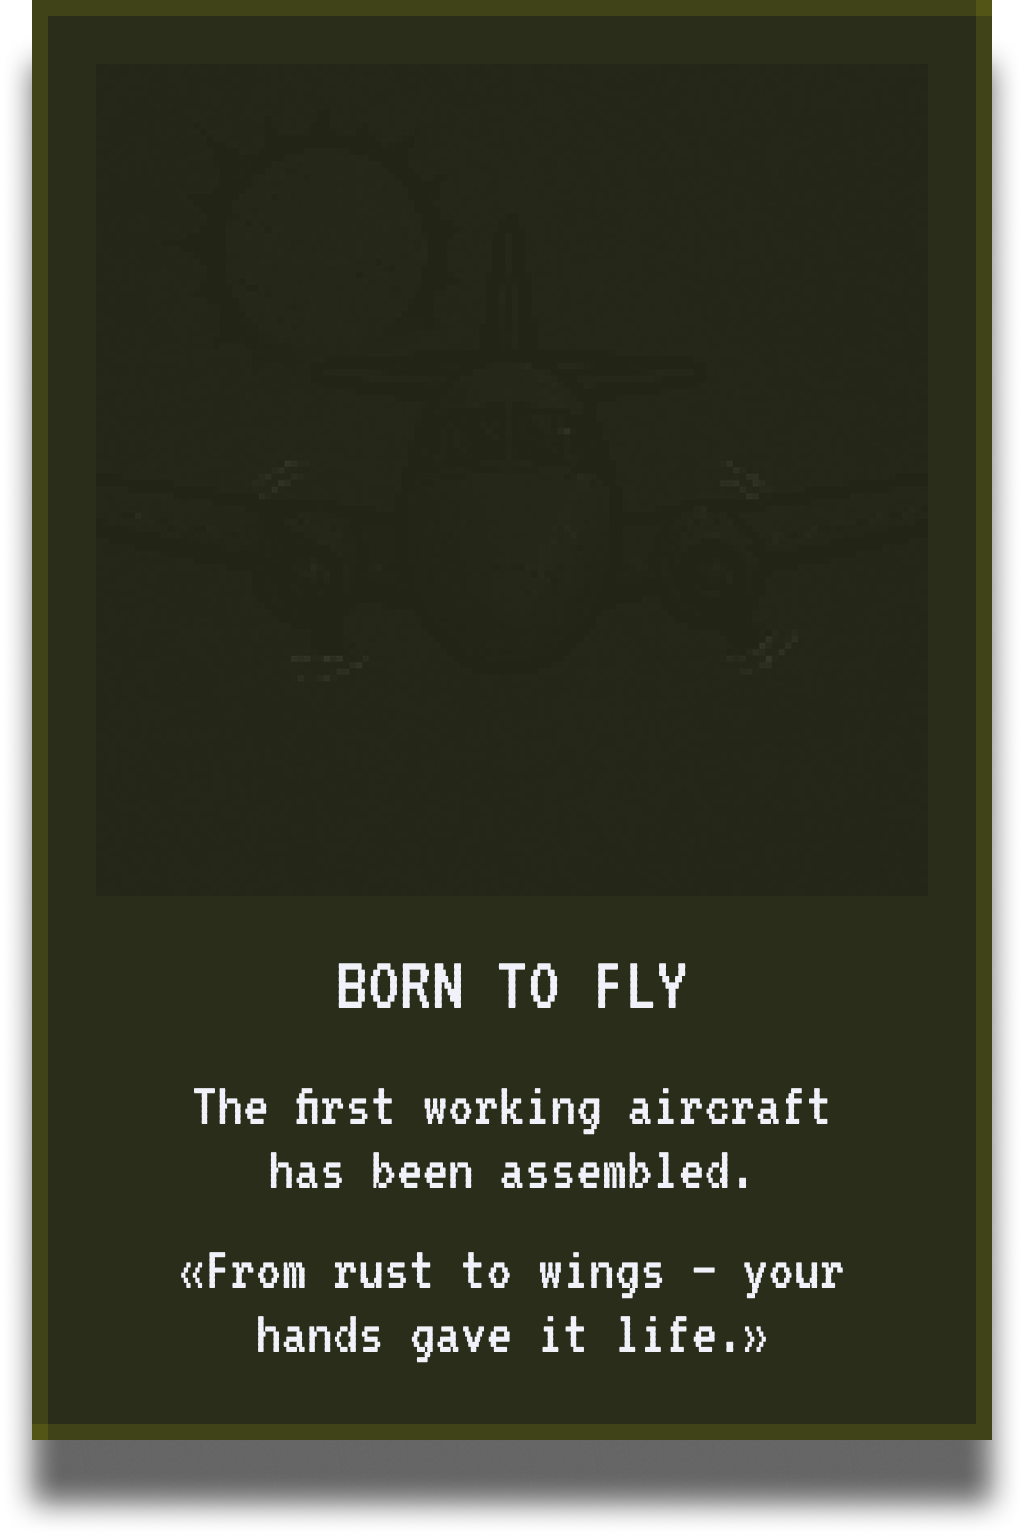 BORN TO FLY
The first working aircraft
has been assembled.
«From rust to wings – your
hands gave it life.»